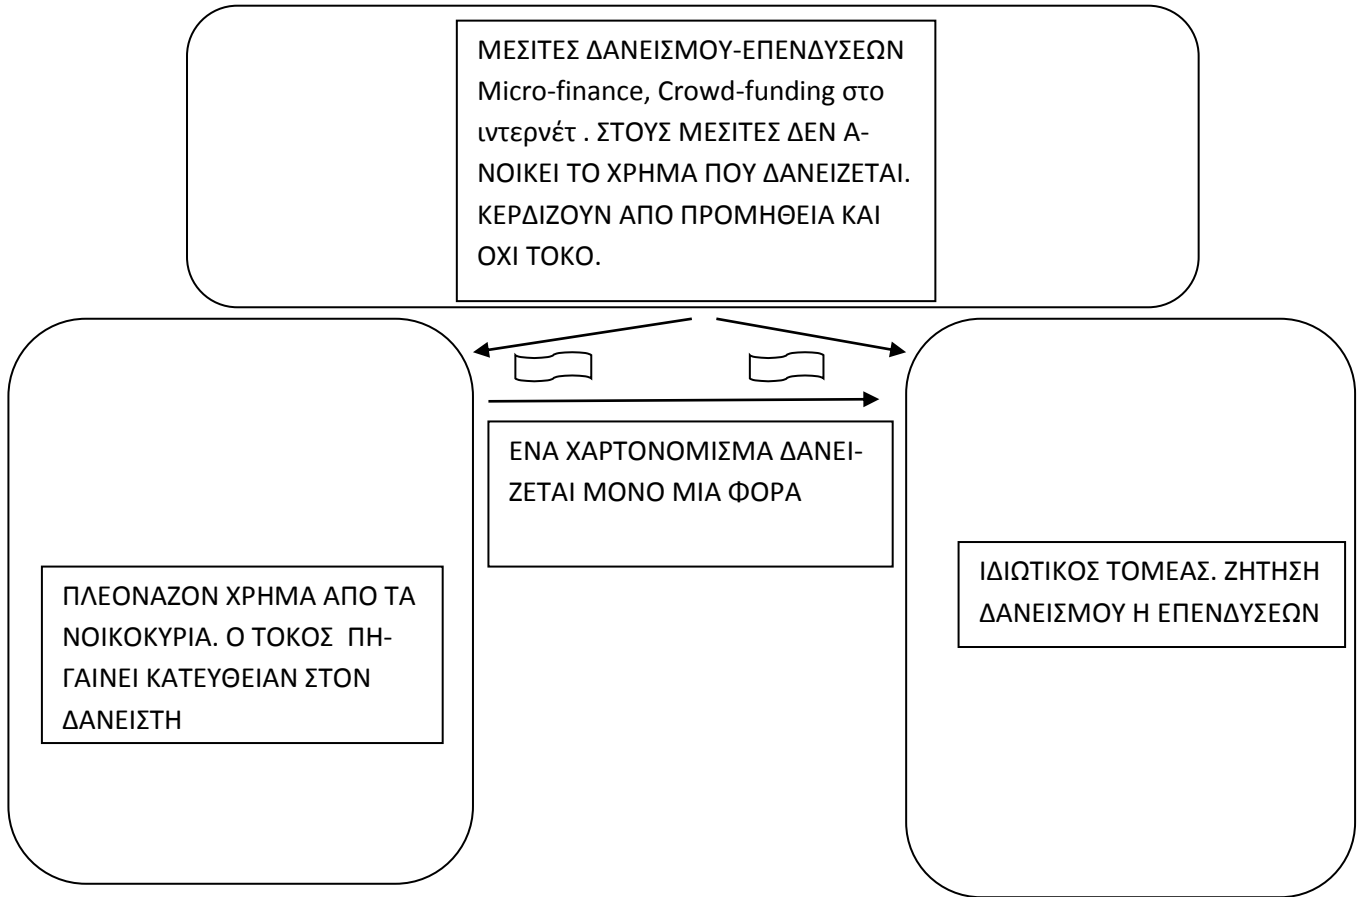 ΜΕΣΙΤΕΣ ΔΑΝΕΙΣΜΟΥ-ΕΠΕΝΔΥΣΕΩΝ
Micro-finance, Crowd-funding στο
ιντερνέτ . ΣΤΟΥΣ ΜΕΣΙΤΕΣ ΔΕΝ Α-
ΝΟΙΚΕΙ ΤΟ ΧΡΗΜΑ ΠΟΥ ΔΑΝΕΙΖΕΤΑΙ.
ΚΕΡΔΙΖΟΥΝ ΑΠΟ ΠΡΟΜΗΘΕΙΑ ΚΑΙ
ΟΧΙ ΤΟΚΟ.
ΕΝΑ ΧΑΡΤΟΝΟΜΙΣΜΑ ΔΑΝΕΙ-
ΖΕΤΑΙ ΜΟΝΟ ΜΙΑ ΦΟΡΑ
ΠΛΕΟΝΑΖΟΝ ΧΡΗΜΑ ΑΠΟ ΤΑ
ΝΟΙΚΟΚΥΡΙΑ. Ο ΤΟΚΟΣ ΠΗ-
ΓΑΙΝΕΙ ΚΑΤΕΥΘΕΙΑΝ ΣΤΟΝ
ΔΑΝΕΙΣΤΗ
ΙΔΙΩΤΙΚΟΣ ΤΟΜΕΑΣ. ΖΗΤΗΣΗ
ΔΑΝΕΙΣΜΟΥ Η ΕΠΕΝΔΥΣΕΩΝ